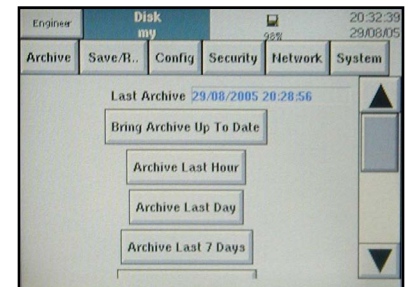 Engineer Disk 20:32:39
my 98% 29/08/05
Archive Save/R.. Config Security Network System
Last Archive 29/08/2005 20:28:56
Bring Archive Up To Date
Archive Last Hour
Archive Last Day
Archive Last 7 Days